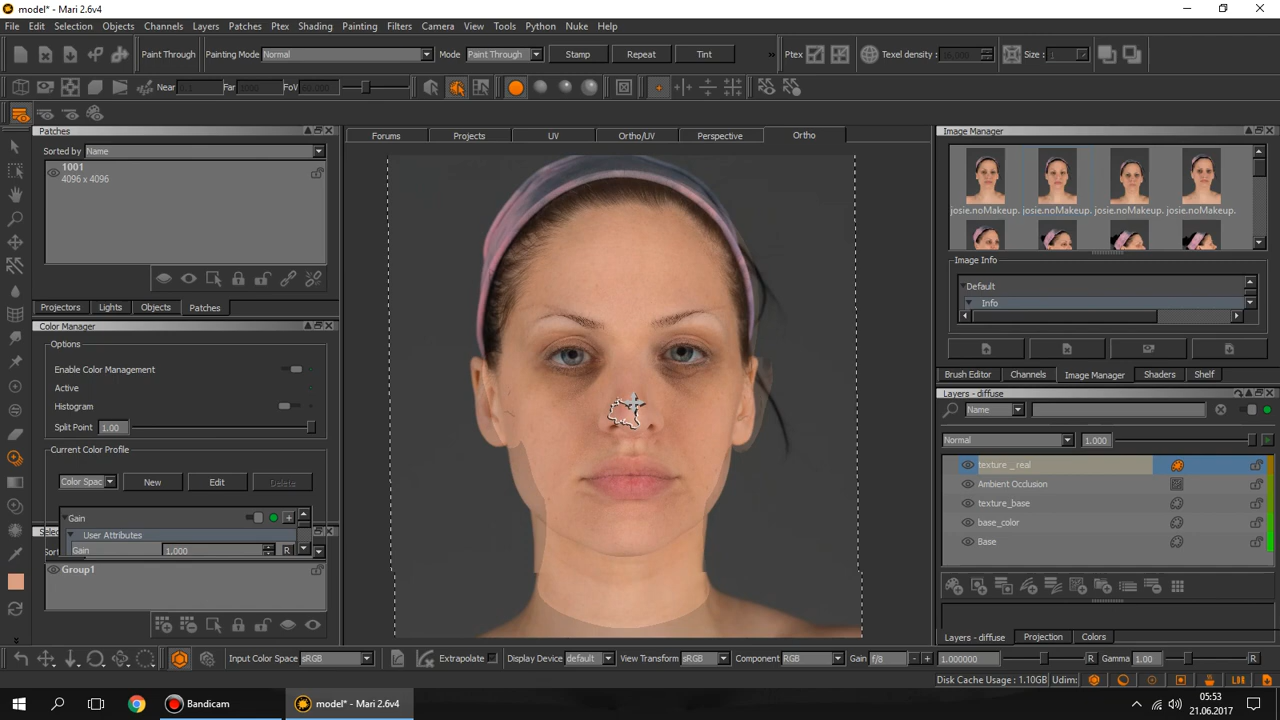 model* - Mari 2.6v4
File Edit Selection Objects Channels Layers Patches Ptex Shading Painting Filters Camera View Tools Python Nuke Help
Paint Through Painting Mode Normal Mode Paint Through Stamp Repeat Tint » Ptex Texel density : Size : 1
Near 0.1 Far 1000 FoV
Patches
Sorted by Name
1001
4096 x 4096
Projectors Lights Objects Patches
Color Manager
Options
Enable Color Management
Active
Histogram
Split Point 1.00
Current Color Profile
Color Spac New Edit Delete
Gain
User Attributes
Gain 1,000 R
Group1
Forums Projects UV Ortho/UV Perspective Ortho
Image Manager
josie.noMakeup. josie.noMakeup. josie.noMakeup. josie.noMakeup.
Image Info
Default
Info
Brush Editor Channels Image Manager Shaders Shelf
Layers - diffuse
Name
Normal 1.000
texture _ real
Ambient Occlusion
texture_base
base_color
Base
Layers - diffuse Projection Colors
Input Color Space sRGB Extrapolate Display Device default View Transform sRGB Component RGB Gain f/8 - + 1.000000 R Gamma 1.00 R
Disk Cache Usage : 1.10GB Udim:
Bandicam
model* - Mari 2.6v4
05:53
21.06.2017